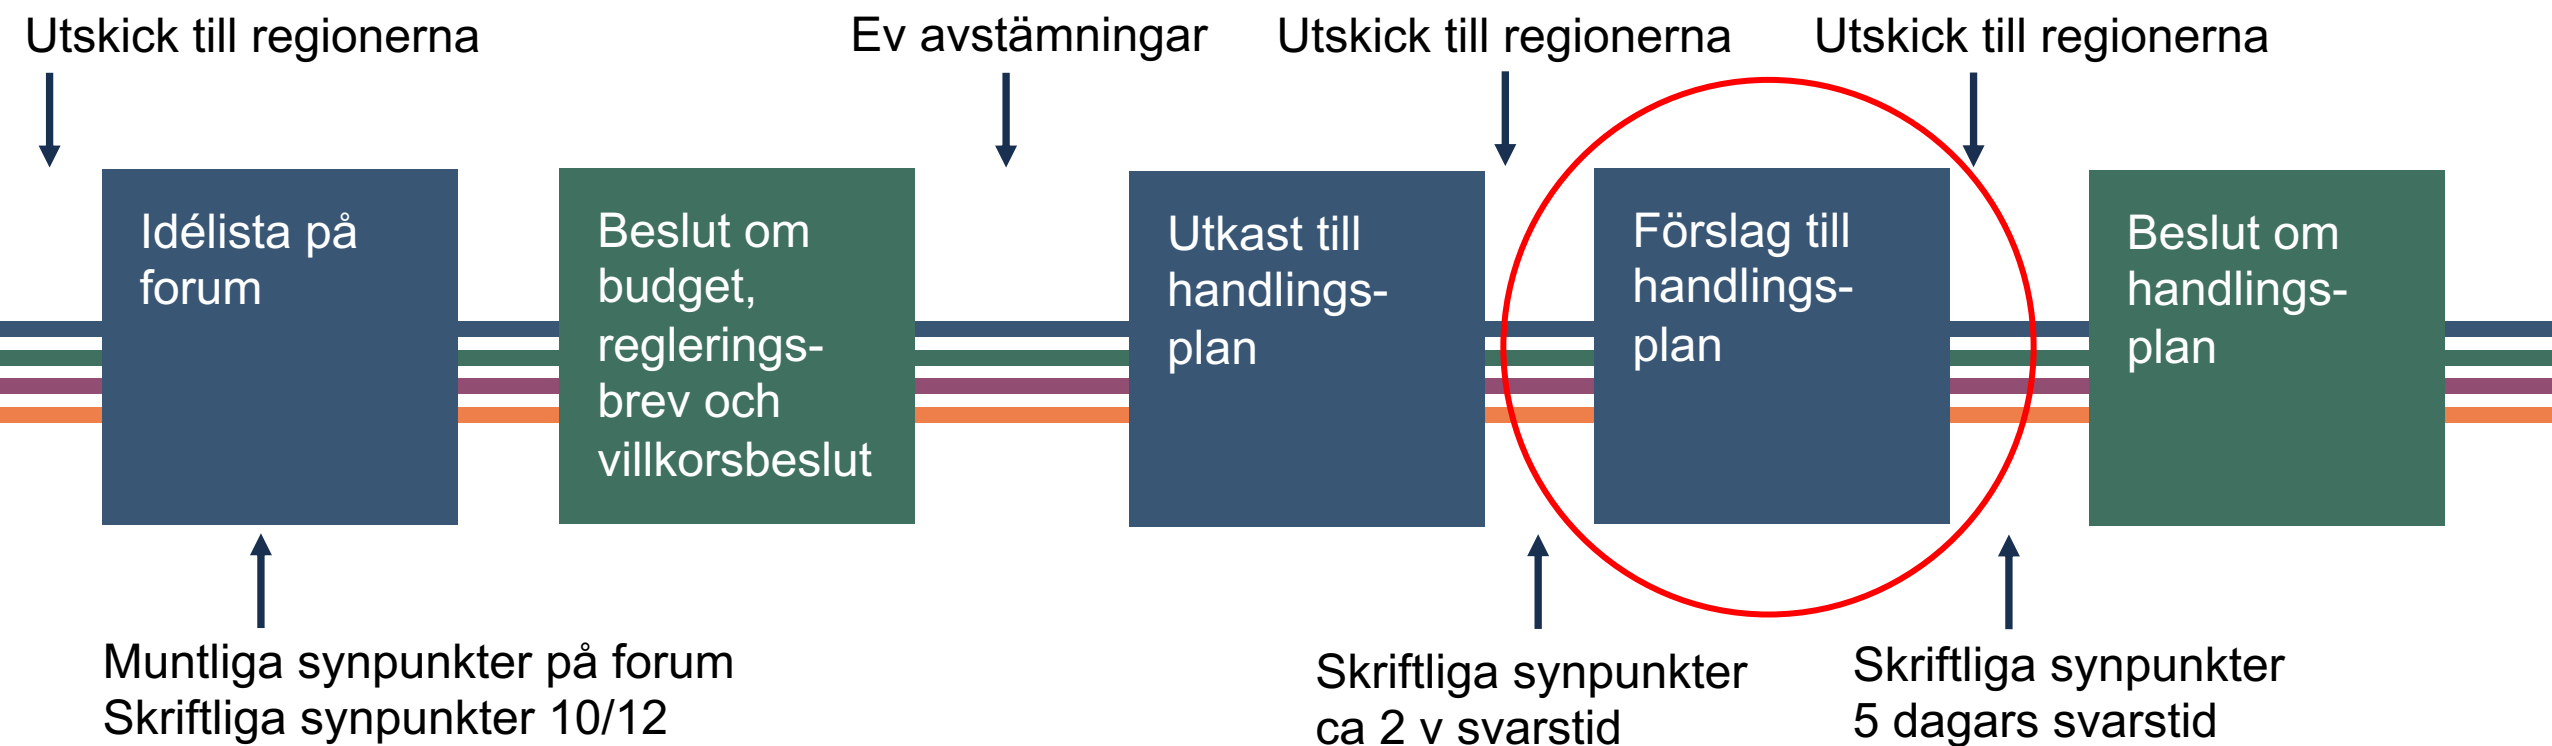 Utskick till regionerna
Ev avstämningar
Utskick till regionerna
Utskick till regionerna
Idélista på
forum
Beslut om
budget,
reglerings-
brev och
villkorsbeslut
Utkast till
handlings-
plan
Förslag till
handlings-
plan
Beslut om
handlings-
plan
Muntliga synpunkter på forum
Skriftliga synpunkter 10/12
Skriftliga synpunkter
ca 2 v svarstid
Skriftliga synpunkter
5 dagars svarstid